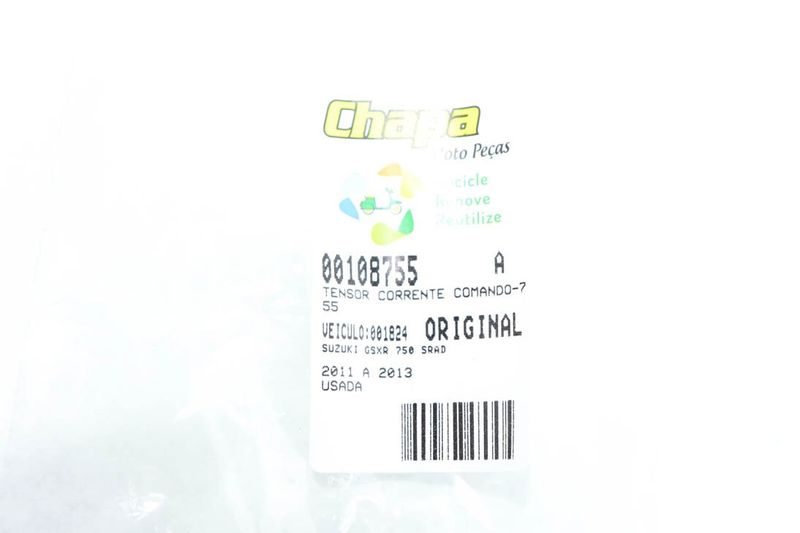 Chapa
Moto Peças
Recicle
Renove
Reutilize
00108755 A
TENSOR CORRENTE COMANDO-7
55
VEICULO:001824 ORIGINAL
SUZUKI GSXR 750 SRAD
2011 A 2013
USADA